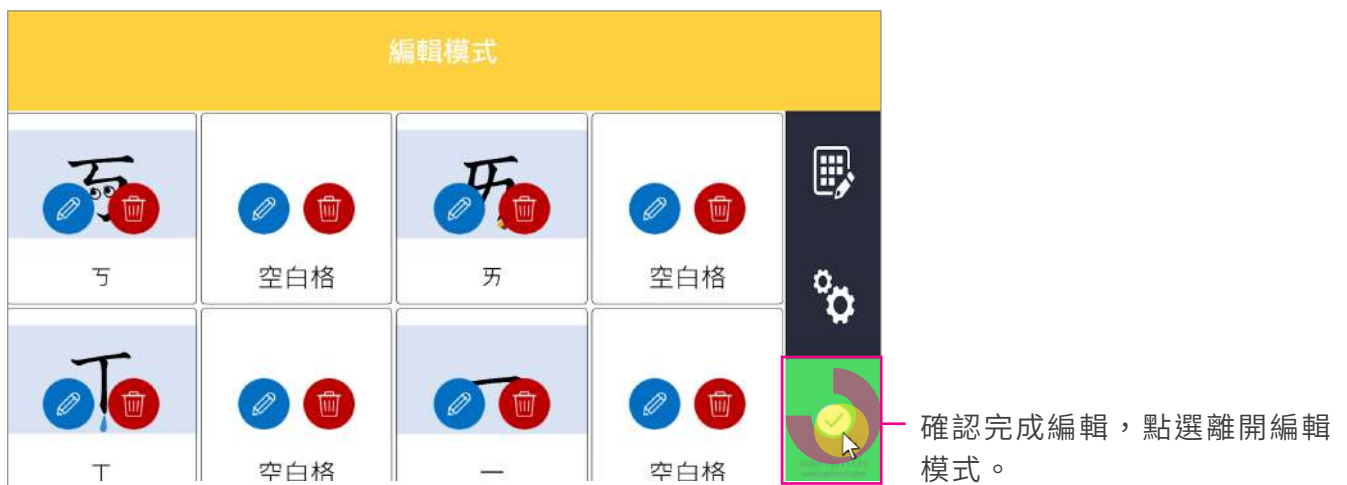 編輯模式
ㄎ 空白格 ㄞ 空白格
ㄒ 空白格 一 空白格
確認完成編輯，點選離開編輯
模式。